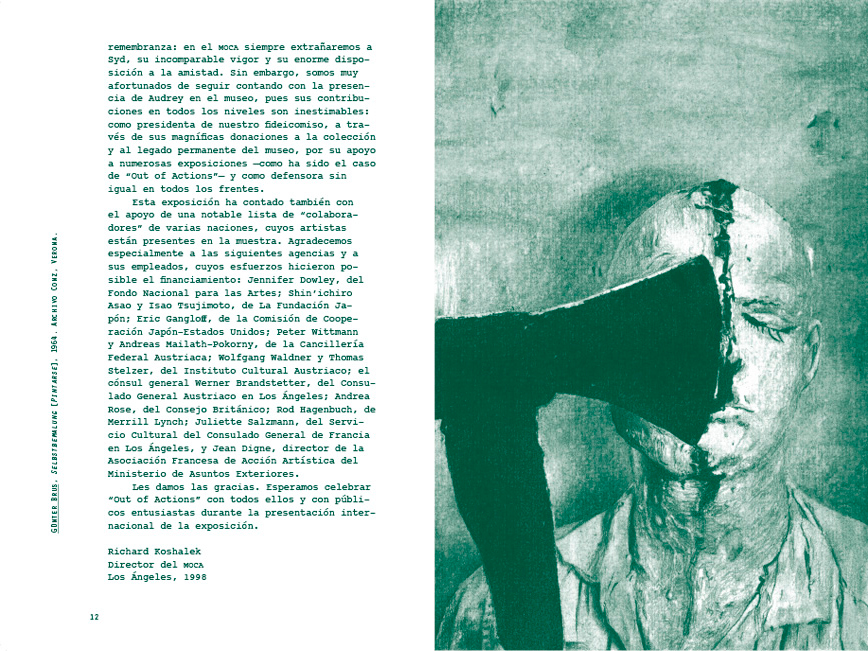 remembranza: en el MOCA siempre extrañaremos a
Syd, su incomparable vigor y su enorme dispo-
sición a la amistad. Sin embargo, somos muy
afortunados de seguir contando con la presen-
cia de Audrey en el museo, pues sus contribu-
ciones en todos los niveles son inestimables:
como presidenta de nuestro fideicomiso, a tra-
vés de sus magníficas donaciones a la colección
y al legado permanente del museo, por su apoyo
a numerosas exposiciones —como ha sido el caso
de “Out of Actions”— y como defensora sin
igual en todos los frentes.
Esta exposición ha contado también con
el apoyo de una notable lista de “colabora-
dores” de varias naciones, cuyos artistas
están presentes en la muestra. Agradecemos
especialmente a las siguientes agencias y a
sus empleados, cuyos esfuerzos hicieron po-
sible el financiamiento: Jennifer Dowley, del
Fondo Nacional para las Artes; Shin’ichiro
Asao y Isao Tsujimoto, de La Fundación Ja-
pón; Eric Gangloff, de la Comisión de Coope-
ración Japón-Estados Unidos; Peter Wittmann
y Andreas Mailath-Pokorny, de la Cancillería
Federal Austriaca; Wolfgang Waldner y Thomas
Stelzer, del Instituto Cultural Austriaco; el
cónsul general Werner Brandstetter, del Consu-
lado General Austriaco en Los Ángeles; Andrea
Rose, del Consejo Británico; Rod Hagenbuch, de
Merrill Lynch; Juliette Salzmann, del Servi-
cio Cultural del Consulado General de Francia
en Los Ángeles, y Jean Digne, director de la
Asociación Francesa de Acción Artística del
Ministerio de Asuntos Exteriores.
Les damos las gracias. Esperamos celebrar
“Out of Actions” con todos ellos y con públi-
cos entusiastas durante la presentación inter-
nacional de la exposición.
Richard Koshalek
Director del MOCA
Los Ángeles, 1998
12
GÜNTER BRUS, SELBSTBEMALUNG [PINTARSE], 1964. ARCHIVO CONZ, VERONA.